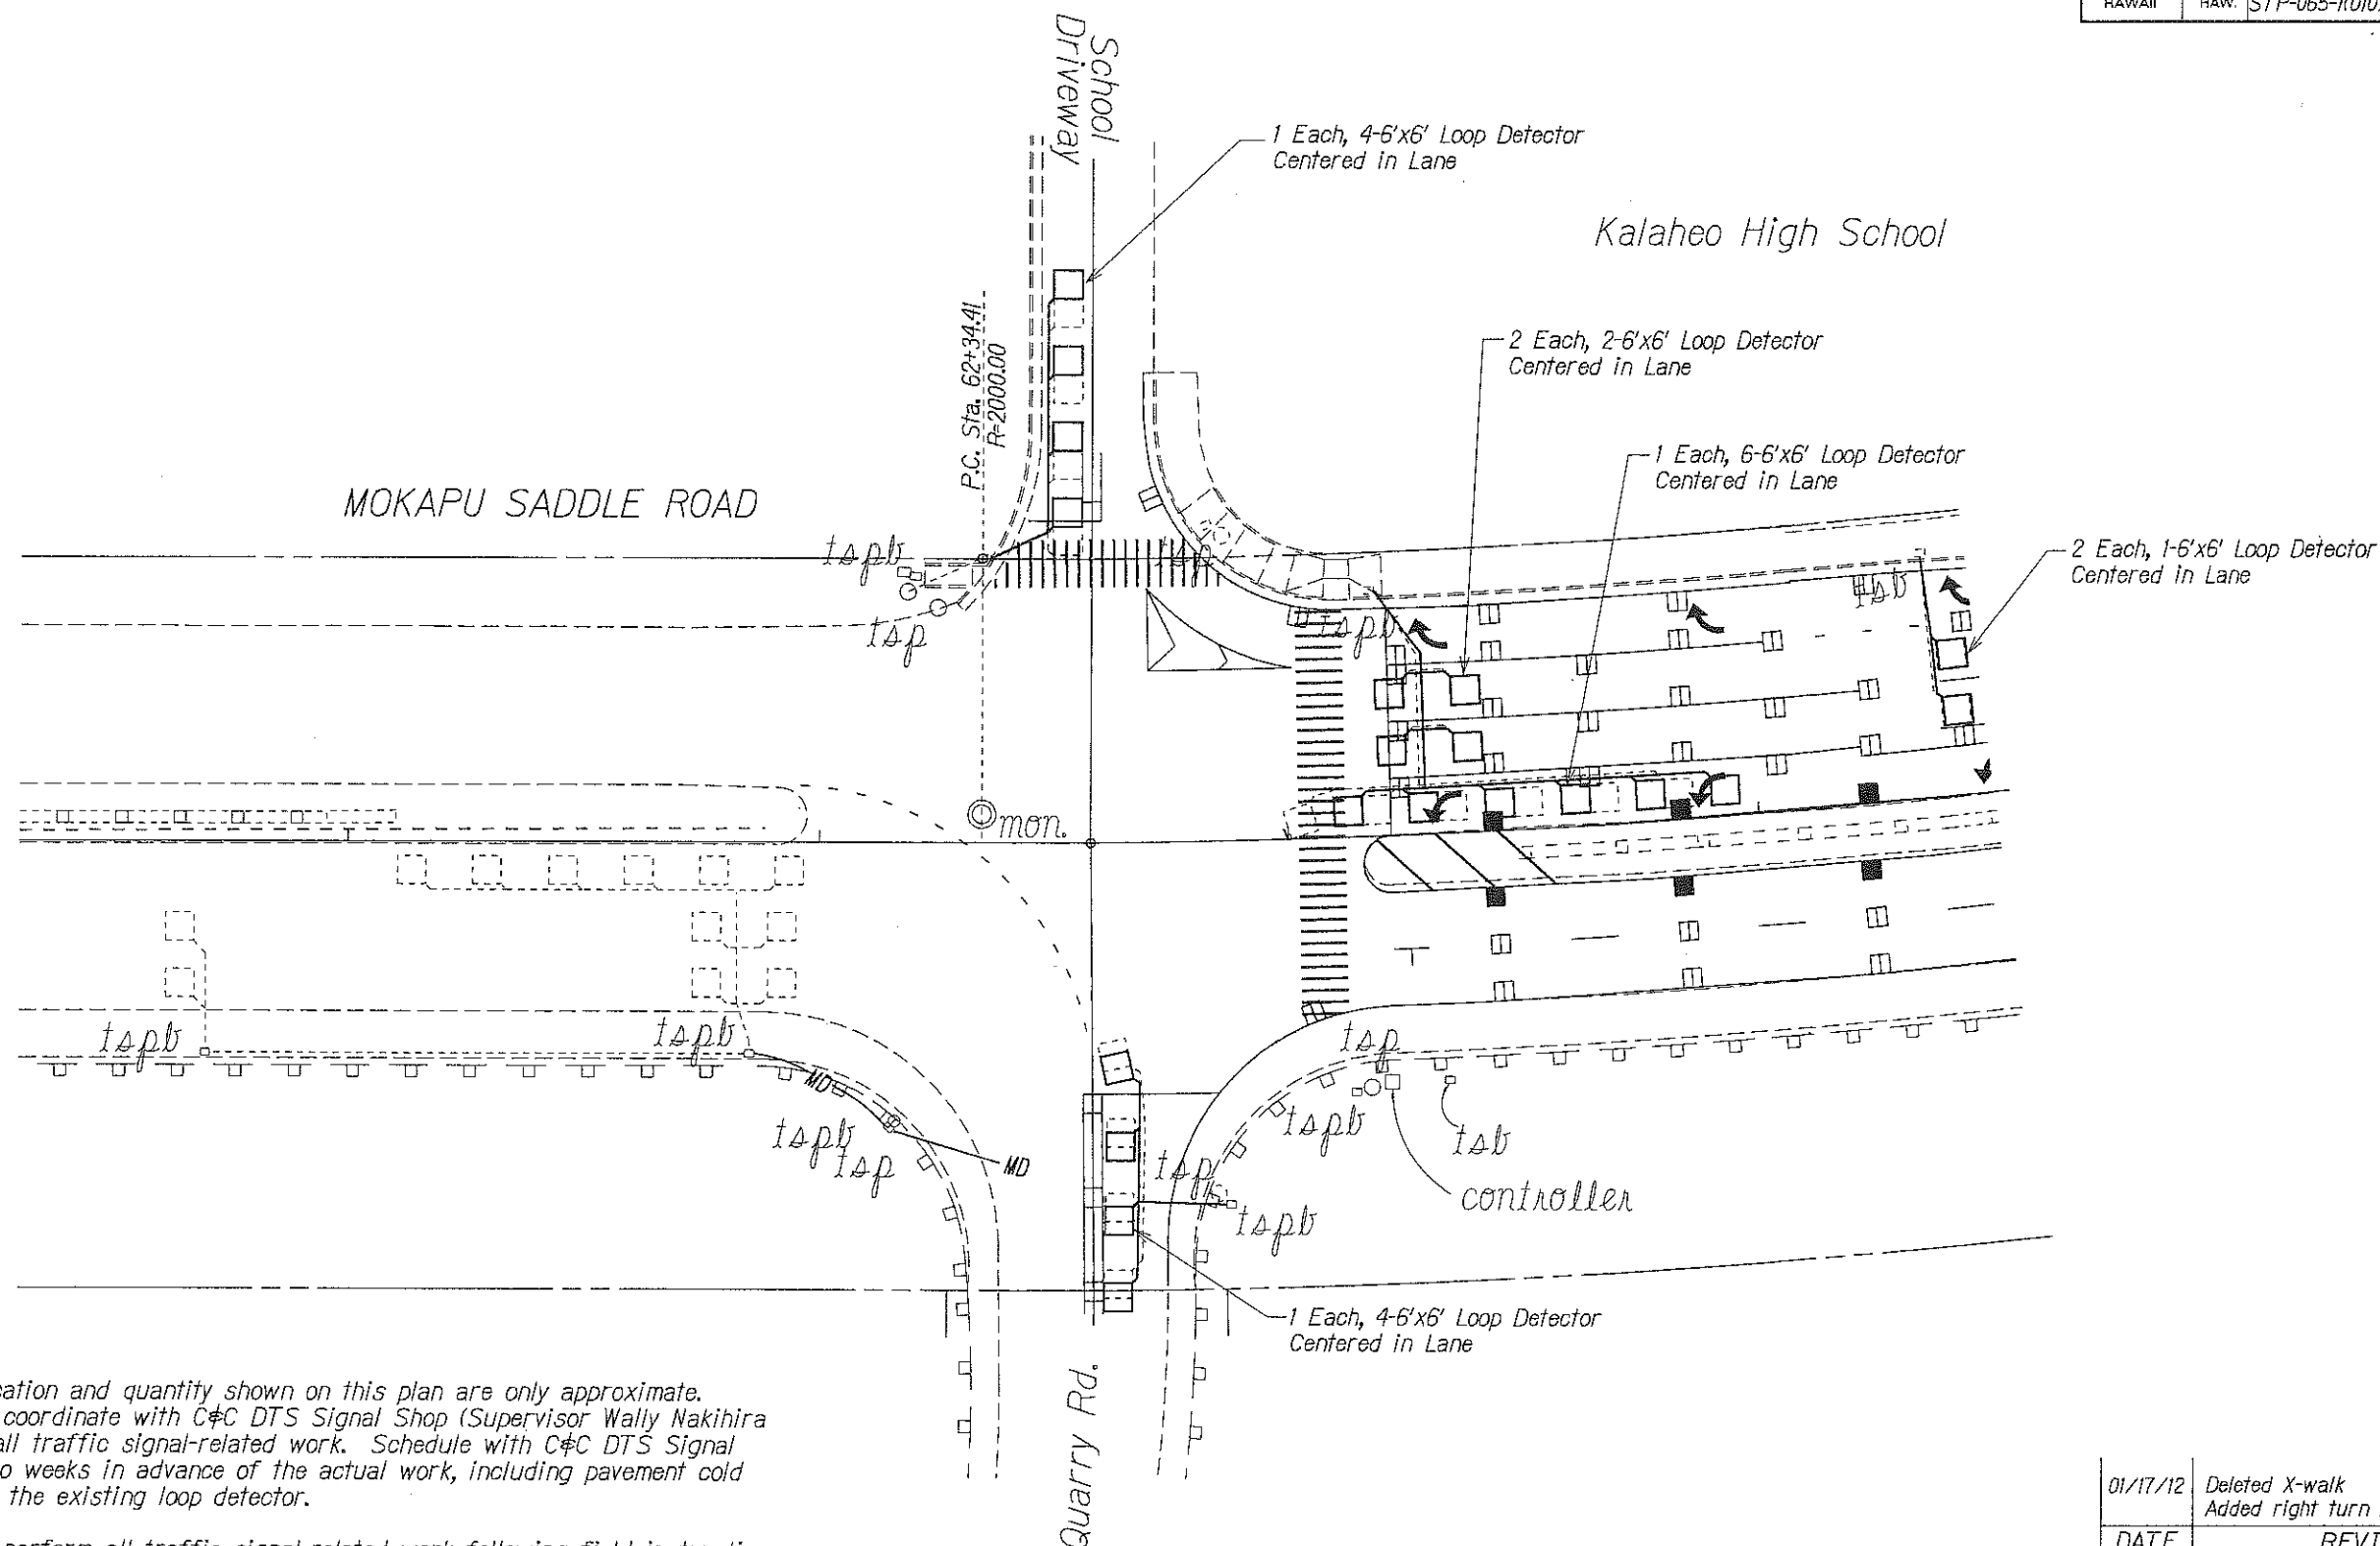 HAWAII HAW.
School
Driveway
1 Each, 4-6'x6' Loop Detector
Centered in Lane
Kalaheo High School
P.C. Sta. 62+34.41
R=2000.00
2 Each, 2-6'x6' Loop Detector
Centered in Lane
1 Each, 6-6'x6' Loop Detector
Centered in Lane
MOKAPU SADDLE ROAD
2 Each, 1-6'x6' Loop Detector
Centered in Lane
tspb
tsp
tspb
tsb
mon.
tspb
tspb
MD
tspb
tsp
MD
tsp
tspb
tsb
tsp
tspb
controller
1 Each, 4-6'x6' Loop Detector
Centered in Lane
Quarry Rd.
ation and quantity shown on this plan are only approximate.
coordinate with C&C DTS Signal Shop (Supervisor Wally Nakihira
all traffic signal-related work. Schedule with C&C DTS Signal
o weeks in advance of the actual work, including pavement cold
the existing loop detector.
01/17/12 Deleted X-walk
Added right turn
DATE